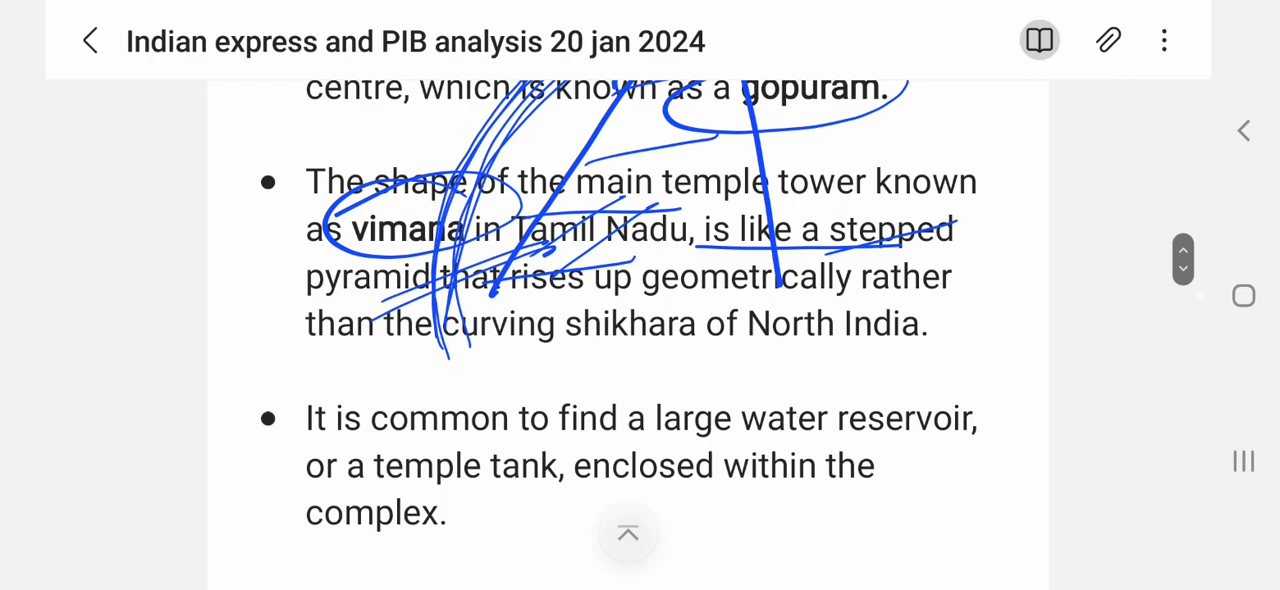 Indian express and PIB analysis 20 jan 2024
centre, which is known as a gopuram.
● The shape of the main temple tower known
as vimana in Tamil Nadu, is like a stepped
pyramid that rises up geometrically rather
than the curving shikhara of North India.
● It is common to find a large water reservoir,
or a temple tank, enclosed within the
complex.